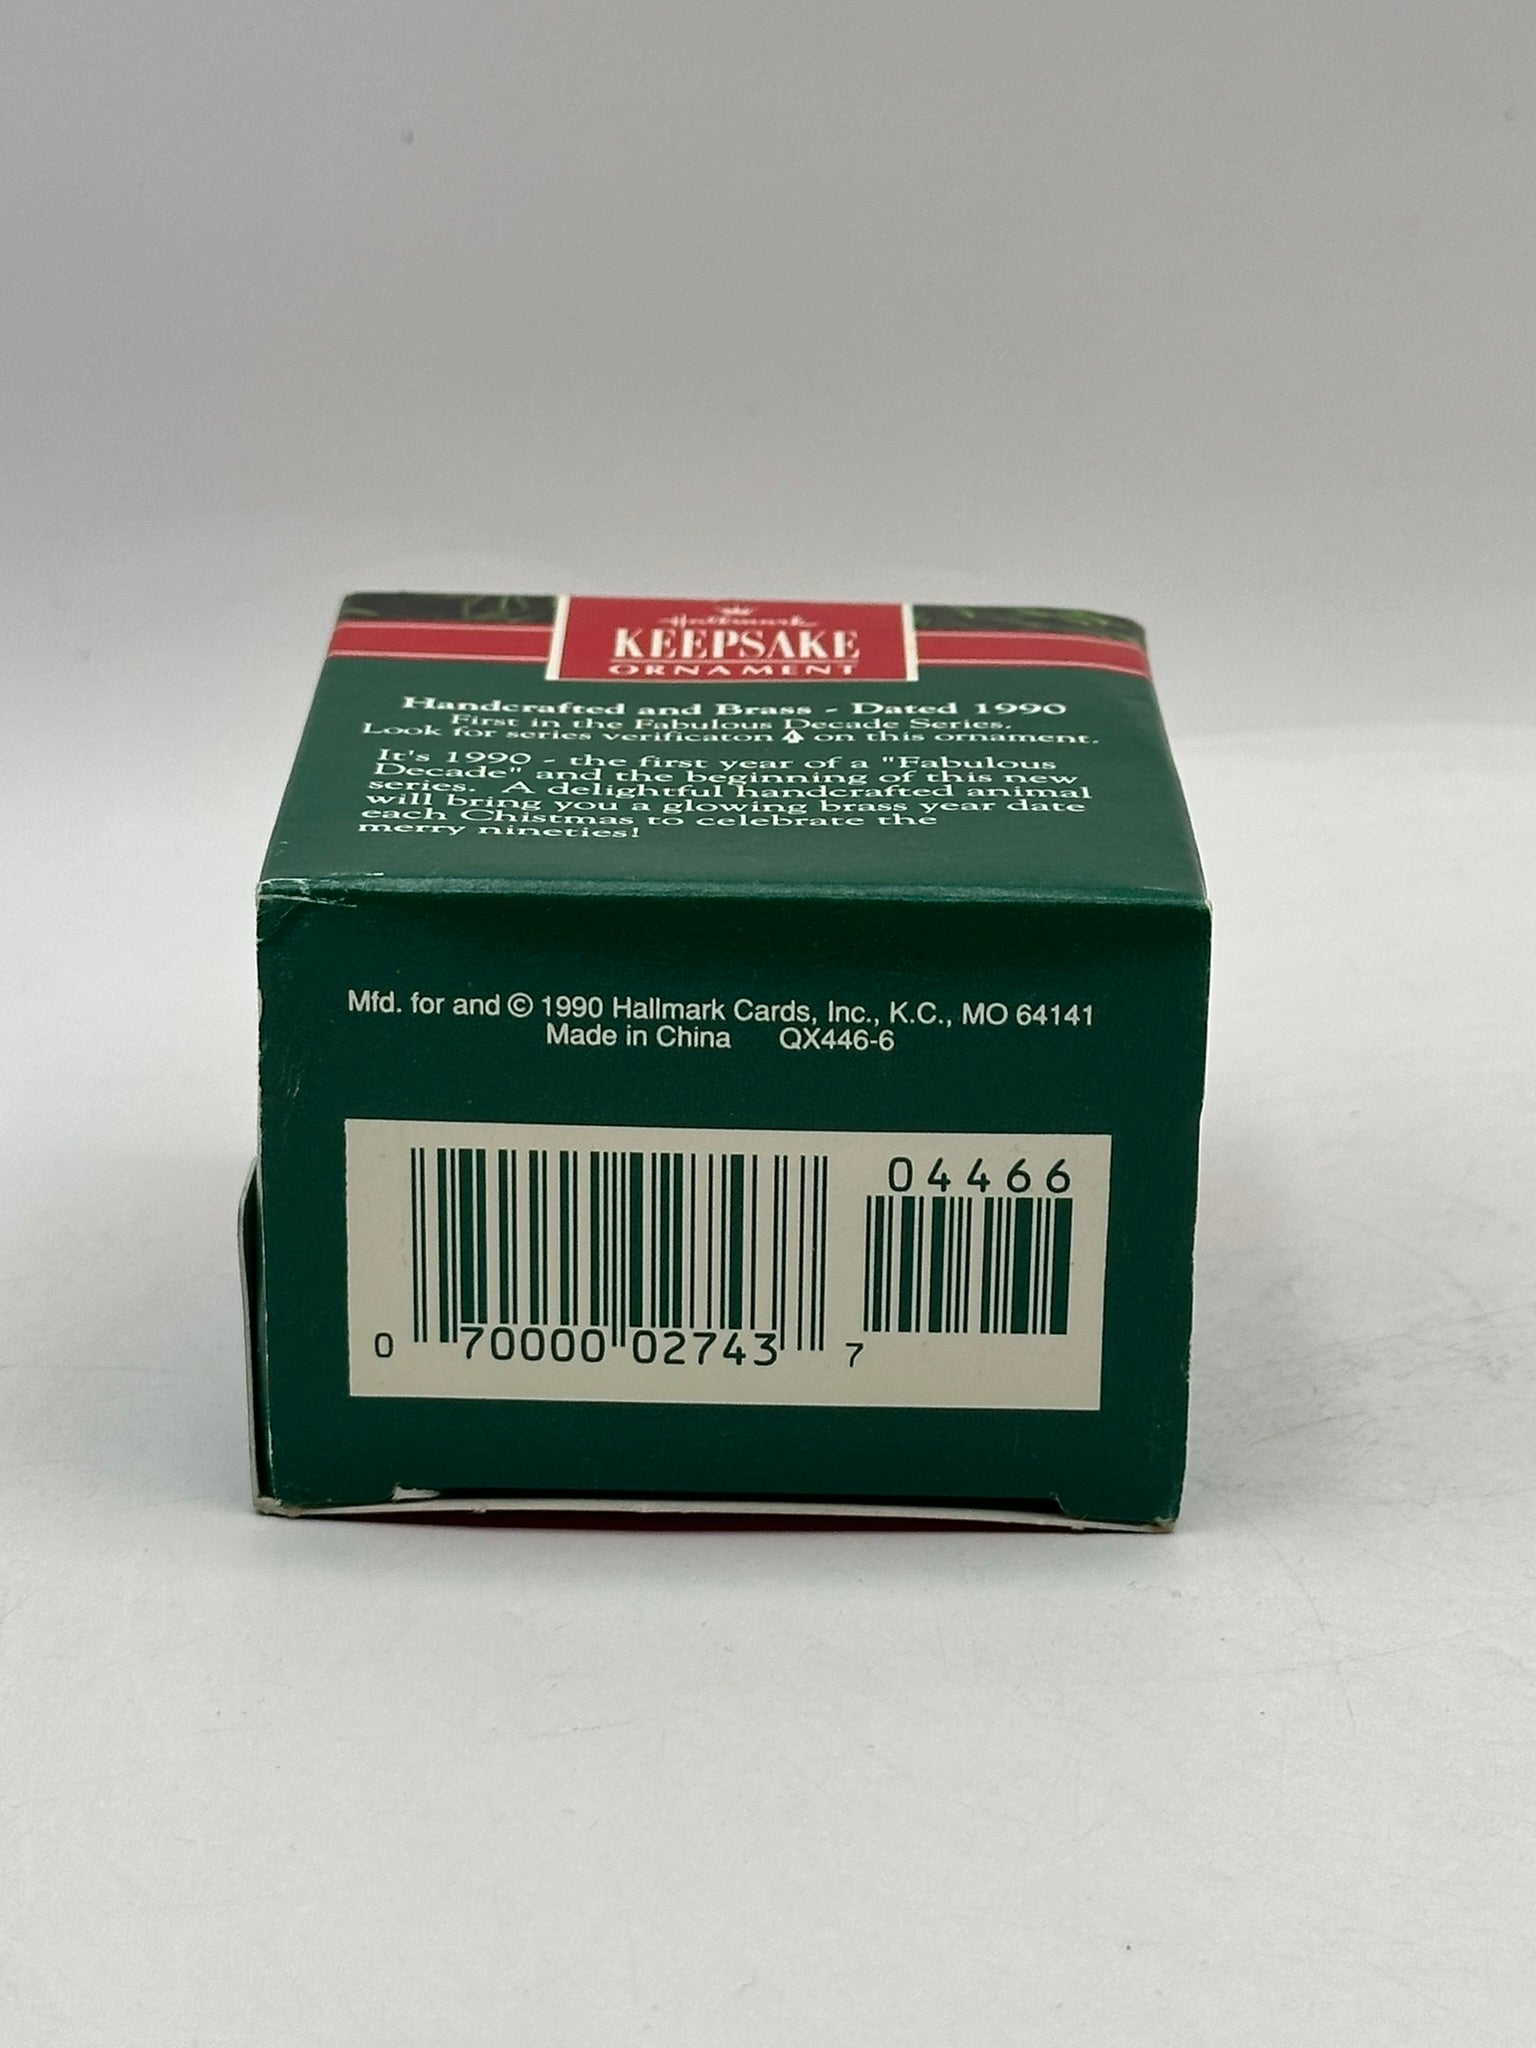 Hallmark
KEEPSAKE
ORNAMENT
Handcrafted and Brass - Dated 1990
First in the Fabulous Decade Series.
Look for series verificaton 1 on this ornament.
It's 1990 - the first year of a "Fabulous
Decade" and the beginning of this new
series. A delightful handcrafted animal
will bring you a glowing brass year date
each Chistmas to celebrate the
merry nineties!
Mfd. for and © 1990 Hallmark Cards, Inc., K.C., MO 64141
Made in China QX446-6
04466
0 70000 02743 7